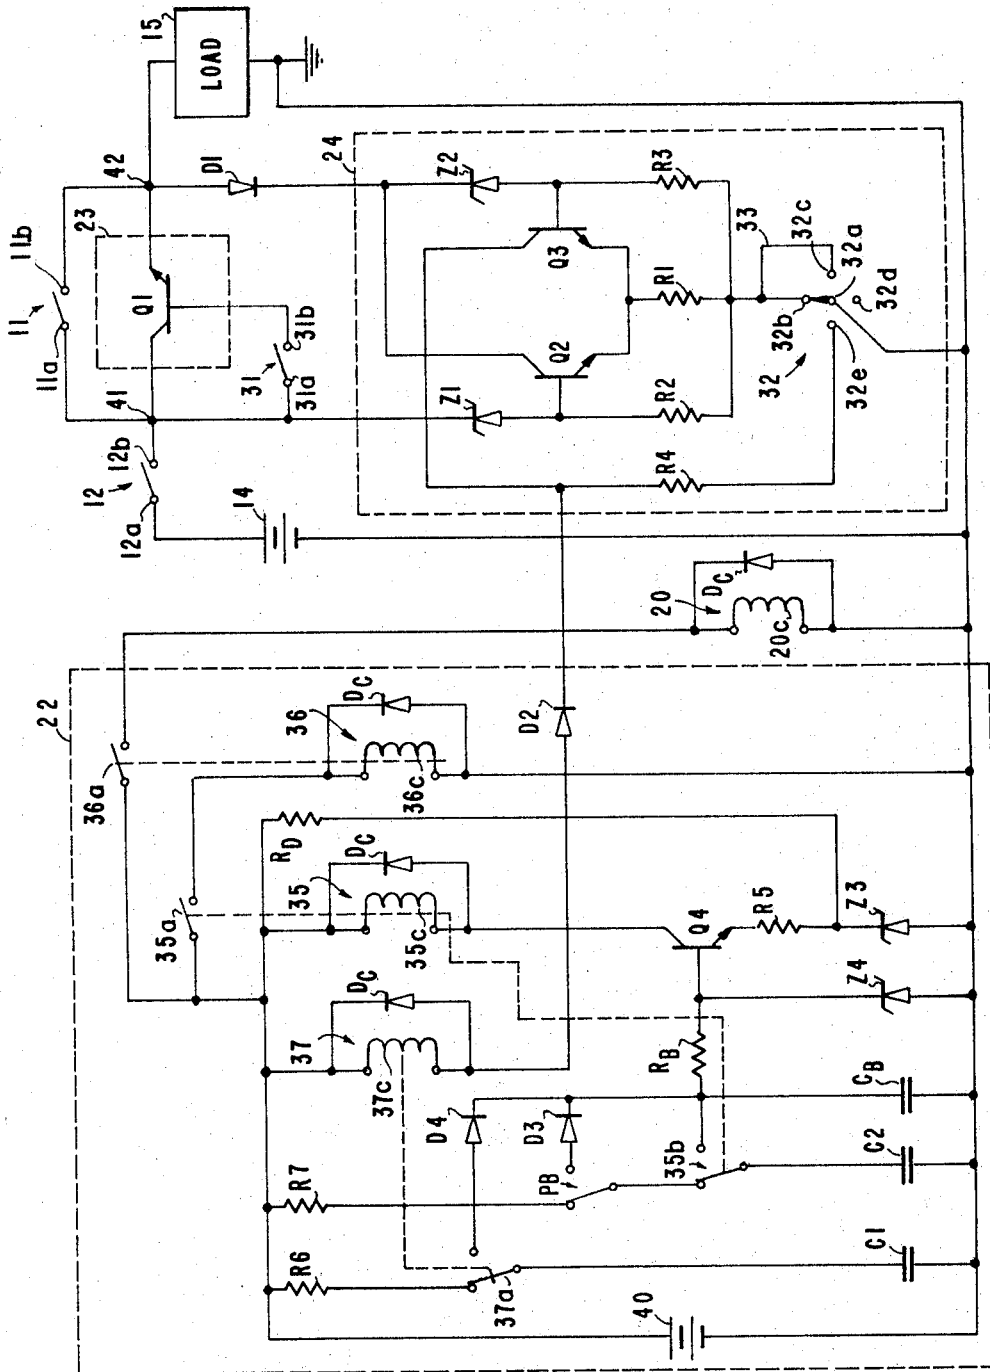 22
36a
35a
36
36c
DC
RD
35
35c
DC
37
37c
DC
R7
R6
D4
D3
PB
37a
35b
RB
Q4
R5
Z3
Z4
C1
C2
CB
40
D2
20
20c
DC
12
12a
12b
14
41
11
11a
11b
23
Q1
42
15
LOAD
31
31a
31b
D1
24
Z1
Z2
Q2
Q3
R4
R2
R1
R3
33
32
32b
32c
32a
32d
32e